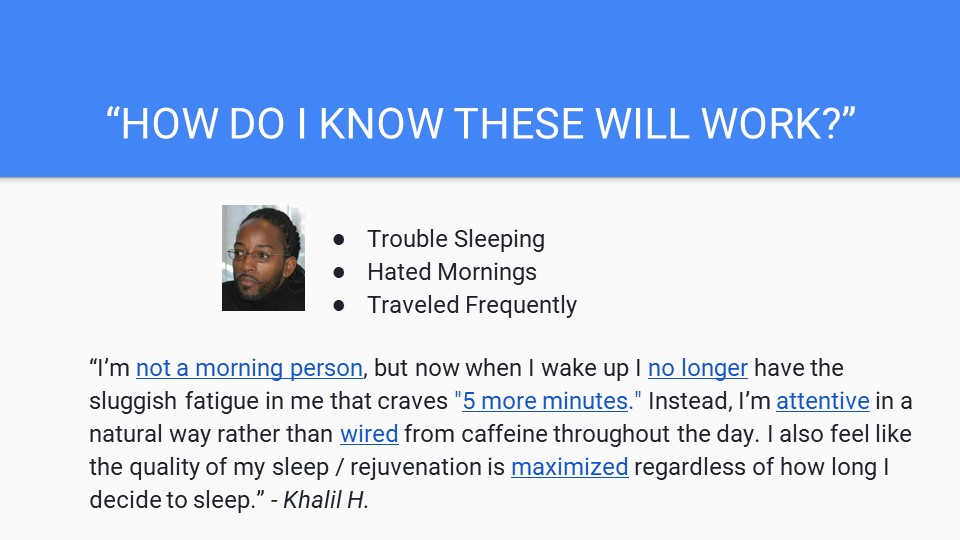 “HOW DO I KNOW THESE WILL WORK?”
● Trouble Sleeping
● Hated Mornings
● Traveled Frequently
“I’m not a morning person, but now when I wake up I no longer have the
sluggish fatigue in me that craves "5 more minutes." Instead, I’m attentive in a
natural way rather than wired from caffeine throughout the day. I also feel like
the quality of my sleep / rejuvenation is maximized regardless of how long I
decide to sleep.” - Khalil H.